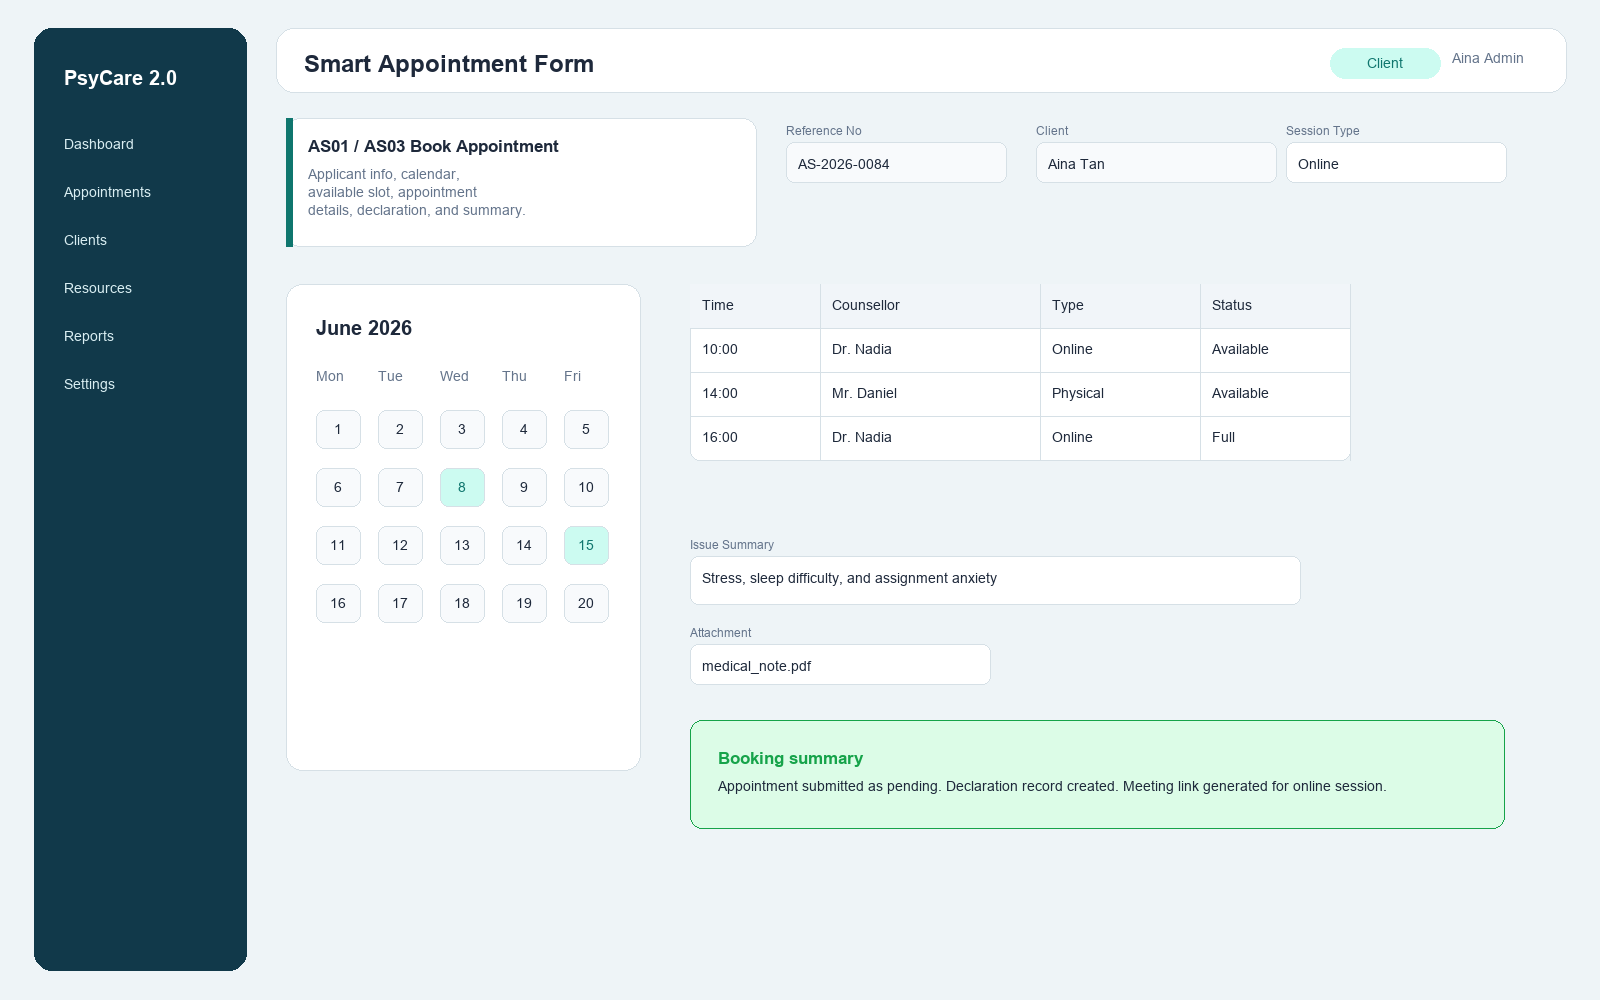 PsyCare 2.0
Dashboard
Appointments
Clients
Resources
Reports
Settings
Smart Appointment Form
Client
Aina Admin
AS01 / AS03 Book Appointment
Applicant info, calendar,
available slot, appointment
details, declaration, and summary.
Reference No
AS-2026-0084
Client
Aina Tan
Session Type
Online
June 2026
Mon Tue Wed Thu Fri
1 2 3 4 5
6 7 8 9 10
11 12 13 14 15
16 17 18 19 20
Time Counsellor Type Status
10:00 Dr. Nadia Online Available
14:00 Mr. Daniel Physical Available
16:00 Dr. Nadia Online Full
Issue Summary
Stress, sleep difficulty, and assignment anxiety
Attachment
medical_note.pdf
Booking summary
Appointment submitted as pending. Declaration record created. Meeting link generated for online session.